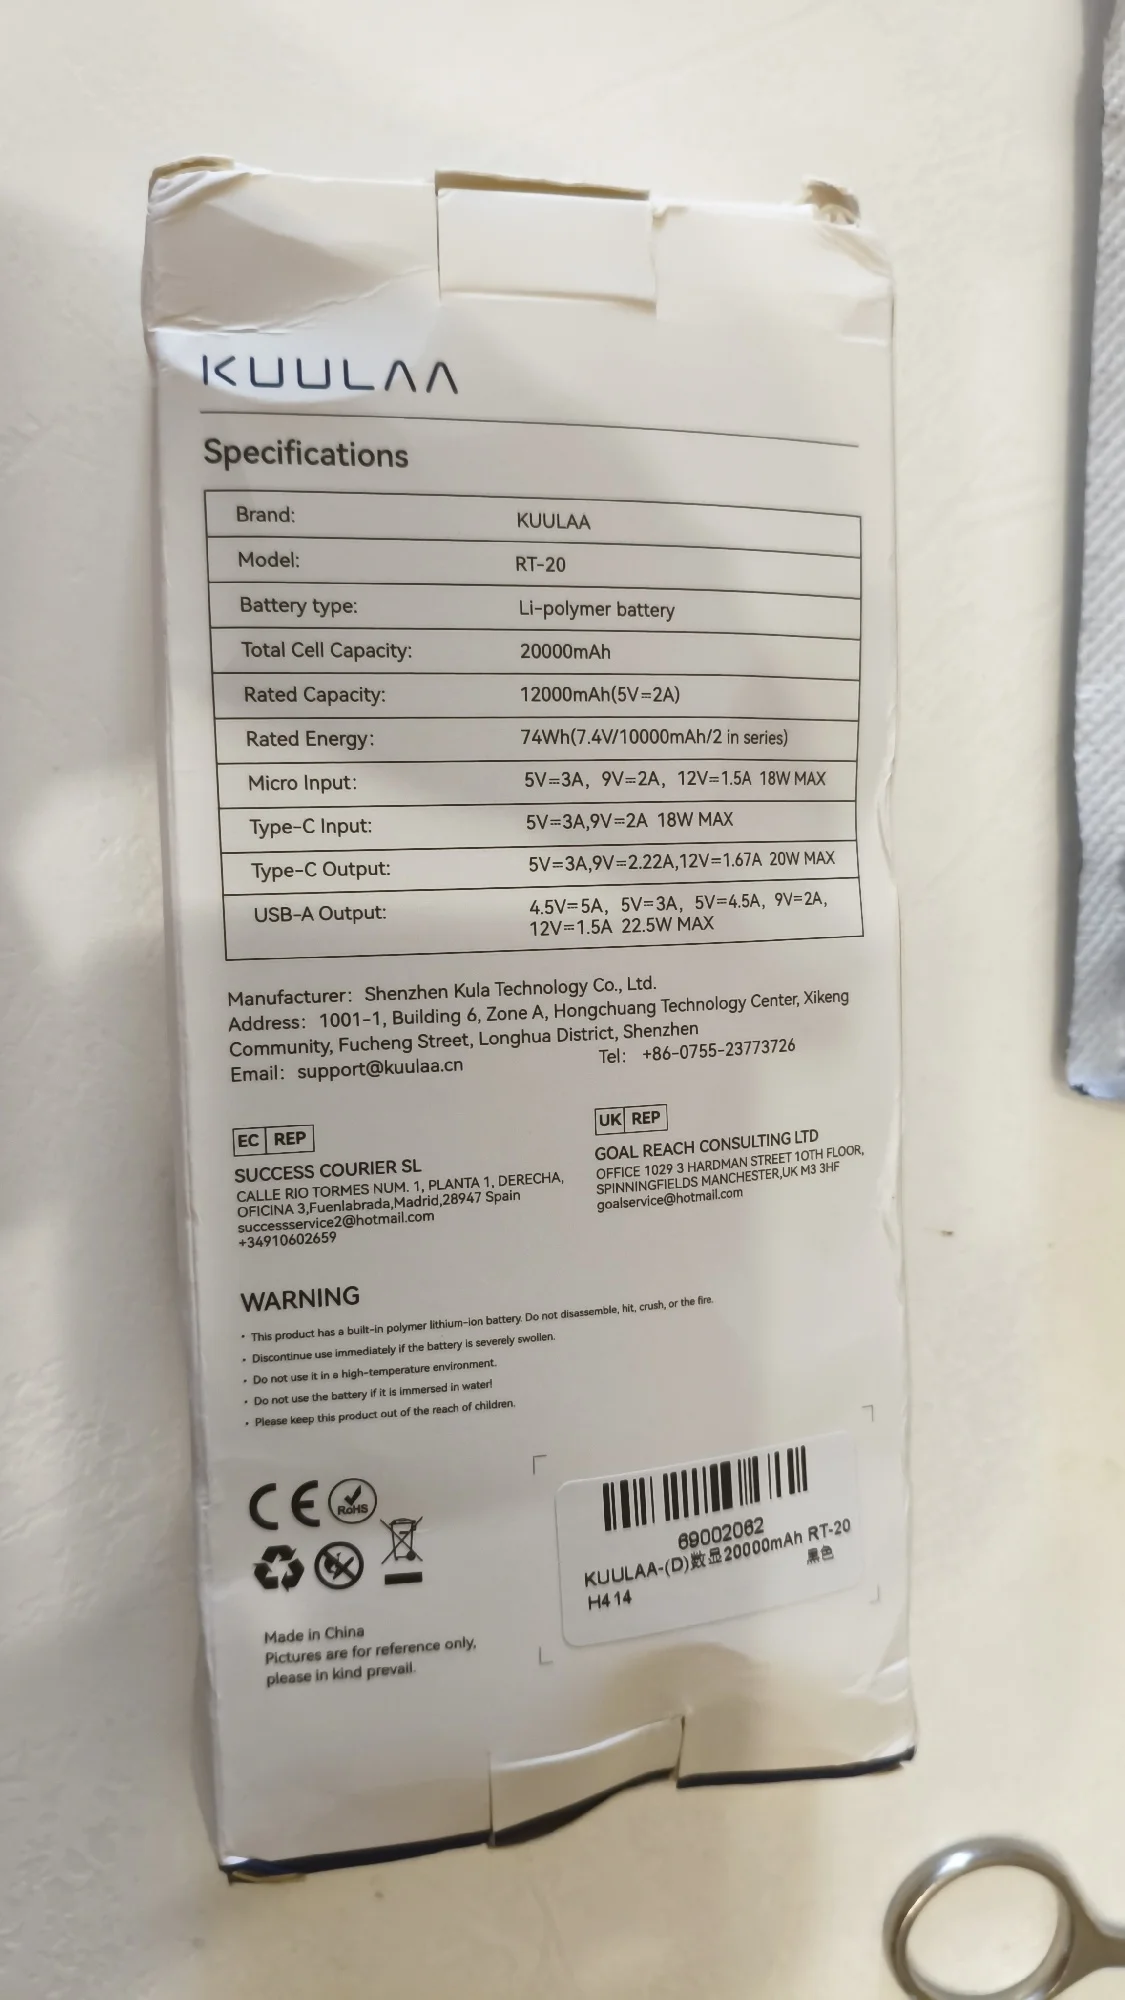 KUULAA
Specifications
Brand: KUULAA
Model: RT-20
Battery type: Li-polymer battery
Total Cell Capacity: 20000mAh
Rated Capacity: 12000mAh(5V=2A)
Rated Energy: 74Wh(7.4V/10000mAh/2 in series)
Micro Input: 5V=3A, 9V=2A, 12V=1.5A 18W MAX
Type-C Input: 5V=3A,9V=2A 18W MAX
Type-C Output: 5V=3A,9V=2.22A,12V=1.67A 20W MAX
USB-A Output: 4.5V=5A, 5V=3A, 5V=4.5A, 9V=2A,
12V=1.5A 22.5W MAX
Manufacturer: Shenzhen Kula Technology Co., Ltd.
Address: 1001-1, Building 6, Zone A, Hongchuang Technology Center, Xikeng
Community, Fucheng Street, Longhua District, Shenzhen
Email: support@kuulaa.cn Tel: +86-0755-23773726
EC REP
SUCCESS COURIER SL
CALLE RIO TORMES NUM. 1, PLANTA 1, DERECHA,
OFICINA 3,Fuenlabrada,Madrid,28947 Spain
successservice2@hotmail.com
+34910602659
UK REP
GOAL REACH CONSULTING LTD
OFFICE 1029 3 HARDMAN STREET 10TH FLOOR,
SPINNINGFIELDS MANCHESTER,UK M3 3HF
goalservice@hotmail.com
WARNING
· This product has a built-in polymer lithium-ion battery. Do not disassemble, hit, crush, or the fire.
· Discontinue use immediately if the battery is severely swollen.
· Do not use it in a high-temperature environment.
· Do not use the battery if it is immersed in water!
· Please keep this product out of the reach of children.
CE RoHS
Made in China
Pictures are for reference only,
please in kind prevail.
69002062
KUULAA-(D)数显20000mAh RT-20
黑色
H414